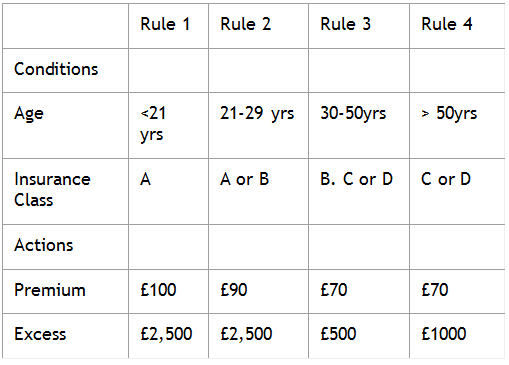 Rule 1 Rule 2 Rule 3 Rule 4
Conditions
Age <21 yrs 21-29 yrs 30-50yrs > 50yrs
Insurance Class A A or B B. C or D C or D
Actions
Premium £100 £90 £70 £70
Excess £2,500 £2,500 £500 £1000